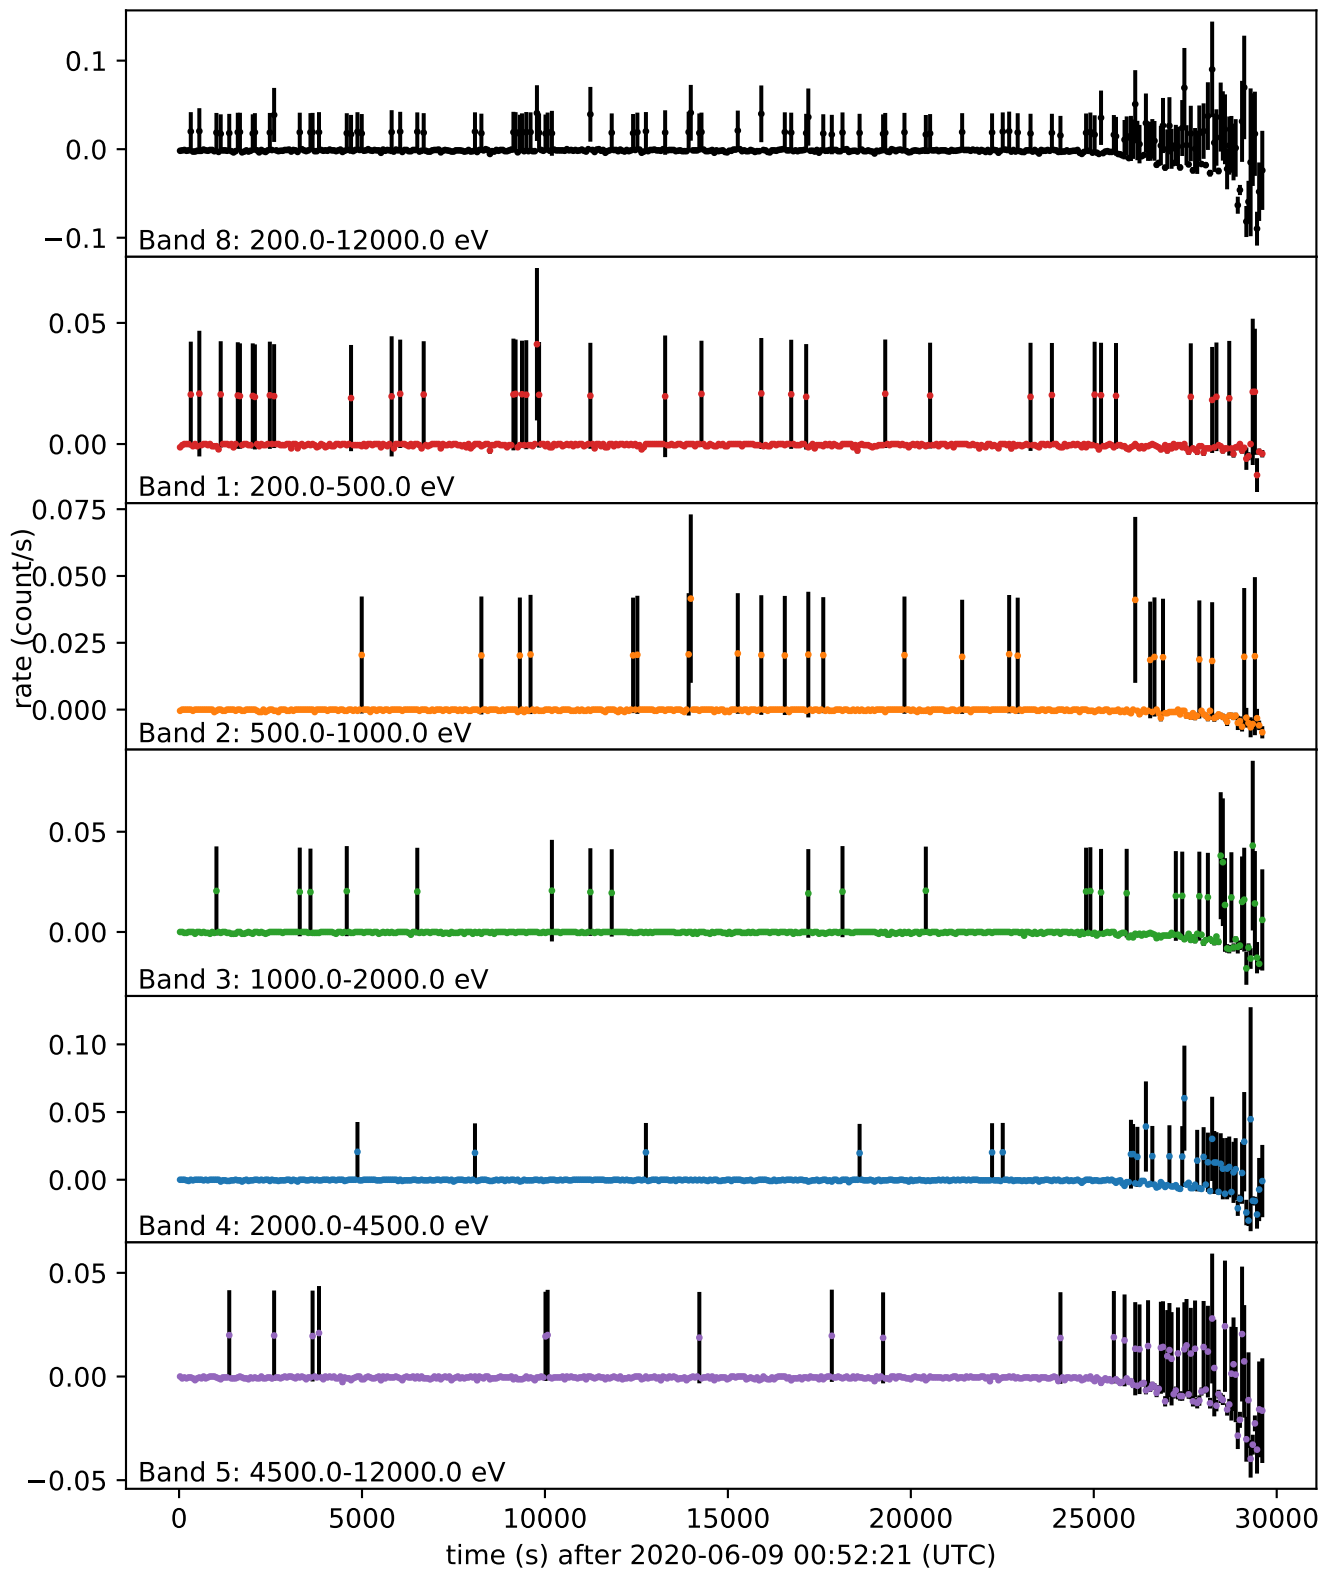 0.1
0.0
−0.1
Band 8: 200.0-12000.0 eV
0.05
0.00
Band 1: 200.0-500.0 eV
rate (count/s)
0.075
0.050
0.025
0.000
Band 2: 500.0-1000.0 eV
0.05
0.00
Band 3: 1000.0-2000.0 eV
0.10
0.05
0.00
Band 4: 2000.0-4500.0 eV
0.05
0.00
−0.05
Band 5: 4500.0-12000.0 eV
0 5000 10000 15000 20000 25000 30000
time (s) after 2020-06-09 00:52:21 (UTC)